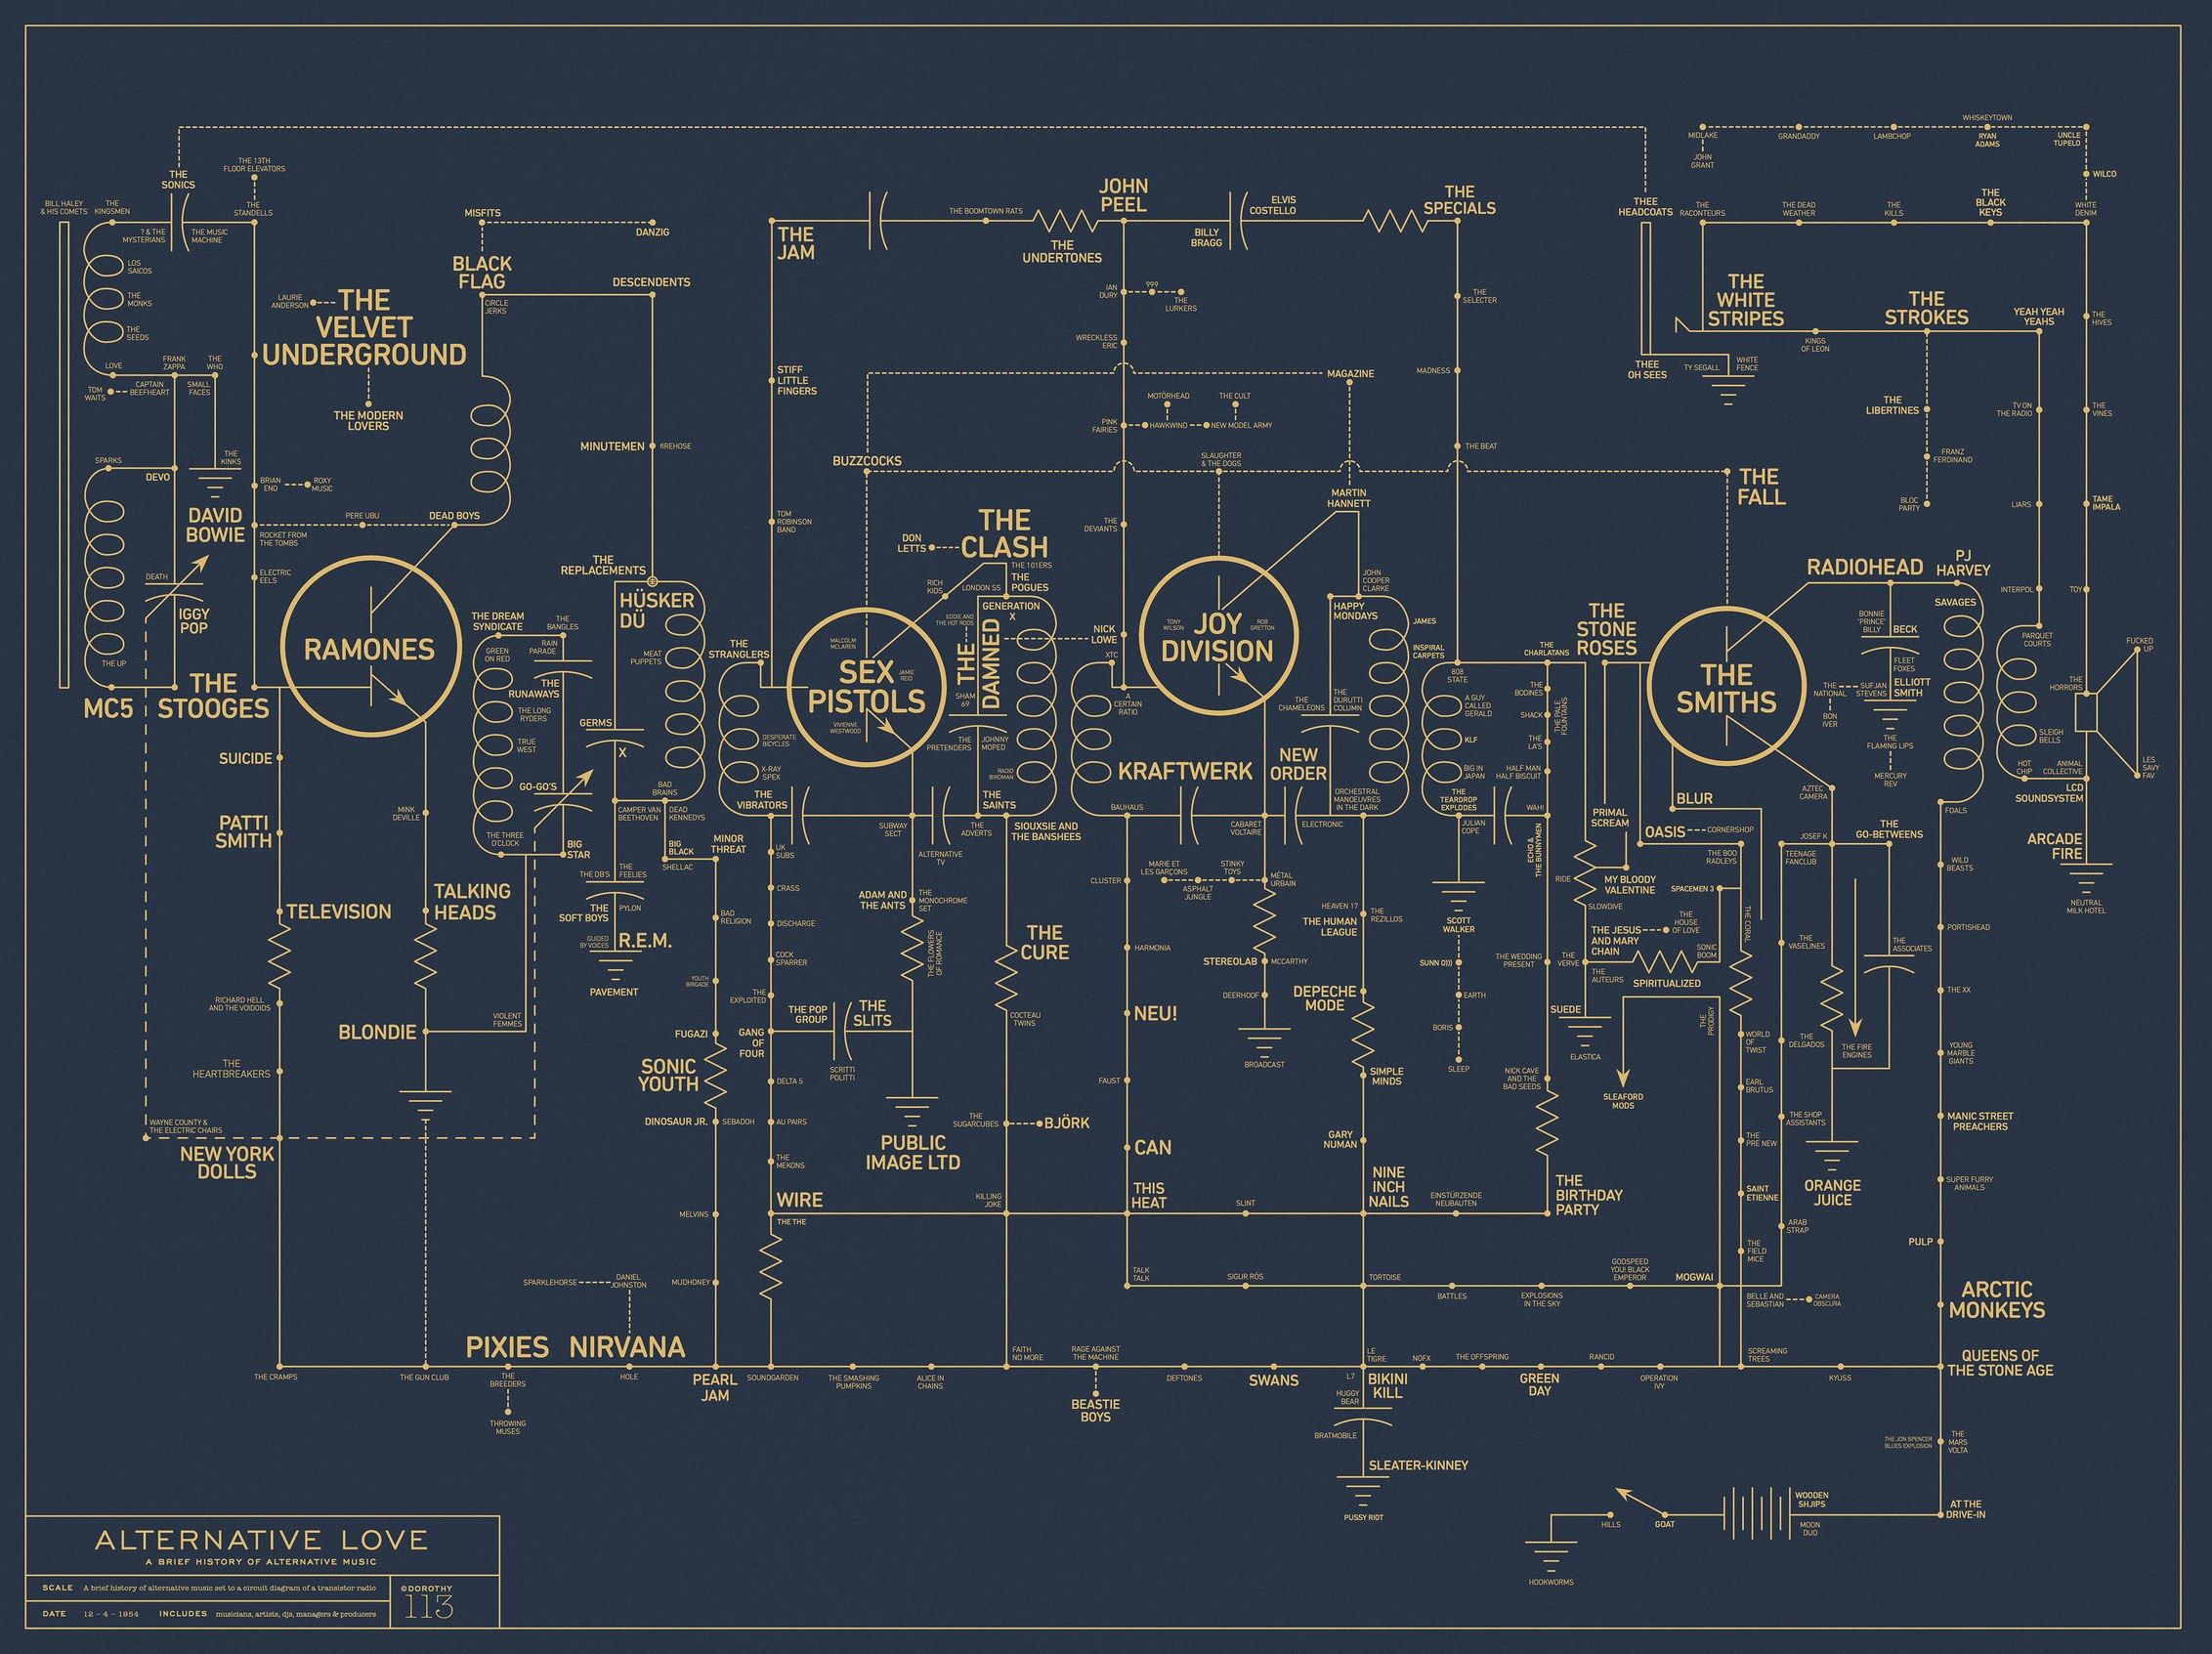 BILL HALEY
& HIS COMETS
THE
KINGSMEN
THE
SONICS
? & THE
MYSTERIANS
THE MUSIC
MACHINE
THE 13TH
FLOOR ELEVATORS
THE
STANDELLS
LOS
SAICOS
THE
MONKS
THE
SEEDS
LOVE
FRANK
ZAPPA
THE
WHO
TOM
WAITS
CAPTAIN
BEEFHEART
SMALL
FACES
THE
KINKS
SPARKS
DEVO
LAURIE
ANDERSON
THE
VELVET
UNDERGROUND
THE MODERN
LOVERS
BRIAN
ENO
ROXY
MUSIC
DAVID
BOWIE
PERE UBU
DEAD BOYS
ROCKET FROM
THE TOMBS
ELECTRIC
EELS
DEATH
IGGY
POP
THE UP
MC5
THE
STOOGES
RAMONES
MISFITS
DANZIG
BLACK
FLAG
CIRCLE
JERKS
DESCENDENTS
MINUTEMEN
fIREHOSE
THE
REPLACEMENTS
HÜSKER
DÜ
MEAT
PUPPETS
THE DREAM
SYNDICATE
THE
BANGLES
GREEN
ON RED
RAIN
PARADE
THE
RUNAWAYS
THE LONG
RYDERS
TRUE
WEST
GO-GO'S
THE THREE
O'CLOCK
BIG
STAR
GERMS
X
BAD
BRAINS
CAMPER VAN
BEETHOVEN
DEAD
KENNEDYS
BIG
BLACK
SHELLAC
MINOR
THREAT
THE DB'S
THE
FEELIES
THE
SOFT BOYS
PYLON
GUIDED
BY VOICES
R.E.M.
PAVEMENT
SUICIDE
PATTI
SMITH
TELEVISION
RICHARD HELL
AND THE VOIDOIDS
THE
HEARTBREAKERS
WAYNE COUNTY &
THE ELECTRIC CHAIRS
NEW YORK
DOLLS
MINK
DEVILLE
TALKING
HEADS
BLONDIE
VIOLENT
FEMMES
BAD
RELIGION
YOUTH
BRIGADE
FUGAZI
SONIC
YOUTH
DINOSAUR JR.
SEBADOH
MELVINS
MUDHONEY
SPARKLEHORSE
DANIEL
JOHNSTON
THE CRAMPS
THE GUN CLUB
PIXIES
THE
BREEDERS
THROWING
MUSES
NIRVANA
HOLE
PEARL
JAM
SOUNDGARDEN
THE SMASHING
PUMPKINS
ALICE IN
CHAINS
FAITH
NO MORE
RAGE AGAINST
THE MACHINE
BEASTIE
BOYS
DEFTONES
SWANS
LE
TIGRE
L7
BIKINI
KILL
HUGGY
BEAR
BRATMOBILE
SLEATER-KINNEY
PUSSY RIOT
NOFX
THE OFFSPRING
GREEN
DAY
RANCID
OPERATION
IVY
SCREAMING
TREES
KYUSS
QUEENS OF
THE STONE AGE
THE
JAM
THE BOOMTOWN RATS
THE
UNDERTONES
JOHN
PEEL
BILLY
BRAGG
ELVIS
COSTELLO
THE
SPECIALS
STIFF
LITTLE
FINGERS
TOM
ROBINSON
BAND
IAN
DURY
999
THE
LURKERS
WRECKLESS
ERIC
MAGAZINE
MOTÖRHEAD
THE CULT
PINK
FAIRIES
HAWKWIND
NEW MODEL ARMY
BUZZCOCKS
SLAUGHTER
& THE DOGS
THE
DEVIANTS
NICK
LOWE
THE
SELECTER
MADNESS
THE BEAT
THE
FALL
MARTIN
HANNETT
DON
LETTS
THE
CLASH
THE 101ERS
RICH
KIDS
LONDON SS
THE
POGUES
EDDIE AND
THE HOT RODS
GENERATION
X
THE
DAMNED
SHAM
69
THE
PRETENDERS
JOHNNY
MOPED
RADIO
BIRDMAN
THE
STRANGLERS
DESPERATE
BICYCLES
X-RAY
SPEX
MALCOLM
MCLAREN
JAMIE
REID
SEX
PISTOLS
VIVIENNE
WESTWOOD
THE
VIBRATORS
UK
SUBS
CRASS
DISCHARGE
COCK
SPARRER
THE
EXPLOITED
GANG
OF
FOUR
DELTA 5
AU PAIRS
THE
MEKONS
WIRE
THE THE
SUBWAY
SECT
ALTERNATIVE
TV
THE
ADVERTS
THE
SAINTS
SIOUXSIE AND
THE BANSHEES
ADAM AND
THE ANTS
THE
MONOCHROME
SET
THE FLOWERS
OF ROMANCE
THE POP
GROUP
THE
SLITS
SCRITTI
POLITTI
PUBLIC
IMAGE LTD
THE
CURE
COCTEAU
TWINS
THE
SUGARCUBES
BJÖRK
KILLING
JOKE
XTC
A
CERTAIN
RATIO
TONY
WILSON
ROB
GRETTON
JOY
DIVISION
JOHN
COOPER
CLARKE
HAPPY
MONDAYS
JAMES
INSPIRAL
CARPETS
THE
CHAMELEONS
THE
DURUTTI
COLUMN
KRAFTWERK
NEW
ORDER
BAUHAUS
CABARET
VOLTAIRE
ELECTRONIC
ORCHESTRAL
MANOEUVRES
IN THE DARK
CLUSTER
HARMONIA
NEU!
FAUST
CAN
THIS
HEAT
TALK
TALK
MARIE ET
LES GARÇONS
ASPHALT
JUNGLE
STINKY
TOYS
MÉTAL
URBAIN
STEREOLAB
MCCARTHY
DEERHOOF
BROADCAST
HEAVEN 17
THE HUMAN
LEAGUE
THE
REZILLOS
DEPECHE
MODE
SIMPLE
MINDS
GARY
NUMAN
NINE
INCH
NAILS
SLINT
EINSTÜRZENDE
NEUBAUTEN
SIGUR RÓS
TORTOISE
BATTLES
EXPLOSIONS
IN THE SKY
GODSPEED
YOU! BLACK
EMPEROR
MOGWAI
808
STATE
A GUY
CALLED
GERALD
KLF
BIG IN
JAPAN
THE
TEARDROP
EXPLODES
JULIAN
COPE
WAH!
SCOTT
WALKER
SUNN O)))
EARTH
BORIS
SLEEP
THE
CHARLATANS
THE
BODINES
SHACK
THE PALE
FOUNTAINS
THE
LA'S
HALF MAN
HALF BISCUIT
ECHO &
THE BUNNYMEN
THE WEDDING
PRESENT
NICK CAVE
AND THE
BAD SEEDS
THE
BIRTHDAY
PARTY
THE
STONE
ROSES
PRIMAL
SCREAM
RIDE
MY BLOODY
VALENTINE
SLOWDIVE
THE JESUS
AND MARY
CHAIN
THE
HOUSE
OF LOVE
THE
VERVE
THE
AUTEURS
SUEDE
ELASTICA
SPIRITUALIZED
SONIC
BOOM
SPACEMEN 3
SLEAFORD
MODS
THE
PRODIGY
THE
SMITHS
BLUR
OASIS
CORNERSHOP
THE BOO
RADLEYS
THE CORAL
WORLD
OF
TWIST
EARL
BRUTUS
THE
PRE NEW
SAINT
ETIENNE
THE
FIELD
MICE
BELLE AND
SEBASTIAN
CAMERA
OBSCURA
AZTEC
CAMERA
JOSEF K
TEENAGE
FANCLUB
THE
GO-BETWEENS
THE
VASELINES
THE
DELGADOS
THE SHOP
ASSISTANTS
ARAB
STRAP
THE
ASSOCIATES
THE FIRE
ENGINES
ORANGE
JUICE
THEE
HEADCOATS
THEE
OH SEES
TY SEGALL
WHITE
FENCE
MIDLAKE
JOHN
GRANT
GRANDADDY
LAMBCHOP
WHISKEYTOWN
RYAN
ADAMS
UNCLE
TUPELO
WILCO
THE
RACONTEURS
THE DEAD
WEATHER
THE
KILLS
THE
BLACK
KEYS
WHITE
DENIM
THE
WHITE
STRIPES
KINGS
OF LEON
THE
STROKES
YEAH YEAH
YEAHS
THE
HIVES
THE
LIBERTINES
TV ON
THE RADIO
THE
VINES
FRANZ
FERDINAND
BLOC
PARTY
LIARS
TAME
IMPALA
RADIOHEAD
PJ
HARVEY
SAVAGES
INTERPOL
TOY
BONNIE
"PRINCE"
BILLY
BECK
FLEET
FOXES
THE
NATIONAL
SUFJAN
STEVENS
ELLIOTT
SMITH
BON
IVER
THE
FLAMING LIPS
MERCURY
REV
PARQUET
COURTS
SLEIGH
BELLS
HOT
CHIP
ANIMAL
COLLECTIVE
THE
HORRORS
FUCKED
UP
LES
SAVY
FAV
LCD
SOUNDSYSTEM
ARCADE
FIRE
NEUTRAL
MILK HOTEL
FOALS
WILD
BEASTS
PORTISHEAD
THE XX
YOUNG
MARBLE
GIANTS
MANIC STREET
PREACHERS
SUPER FURRY
ANIMALS
PULP
ARCTIC
MONKEYS
THE JON SPENCER
BLUES EXPLOSION
THE
MARS
VOLTA
AT THE
DRIVE-IN
WOODEN
SHJIPS
MOON
DUO
GOAT
HILLS
HOOKWORMS
ALTERNATIVE LOVE
A BRIEF HISTORY OF ALTERNATIVE MUSIC
SCALE A brief history of alternative music set to a circuit diagram of a transistor radio
DATE 12 - 4 - 1954 INCLUDES musicians, artists, djs, managers & producers
©DOROTHY
113